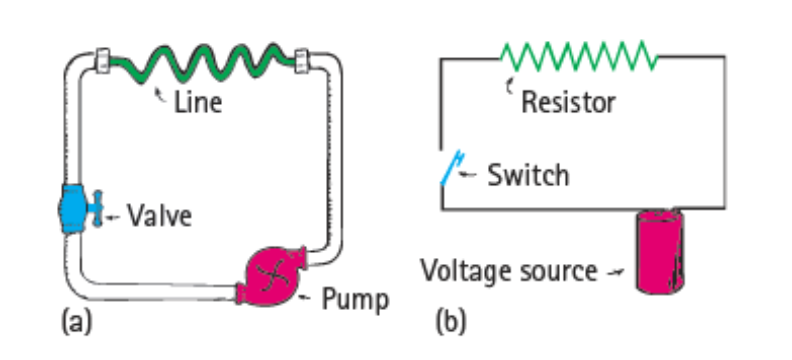 Line
Valve
Pump
(a)
Resistor
Switch
Voltage source
(b)